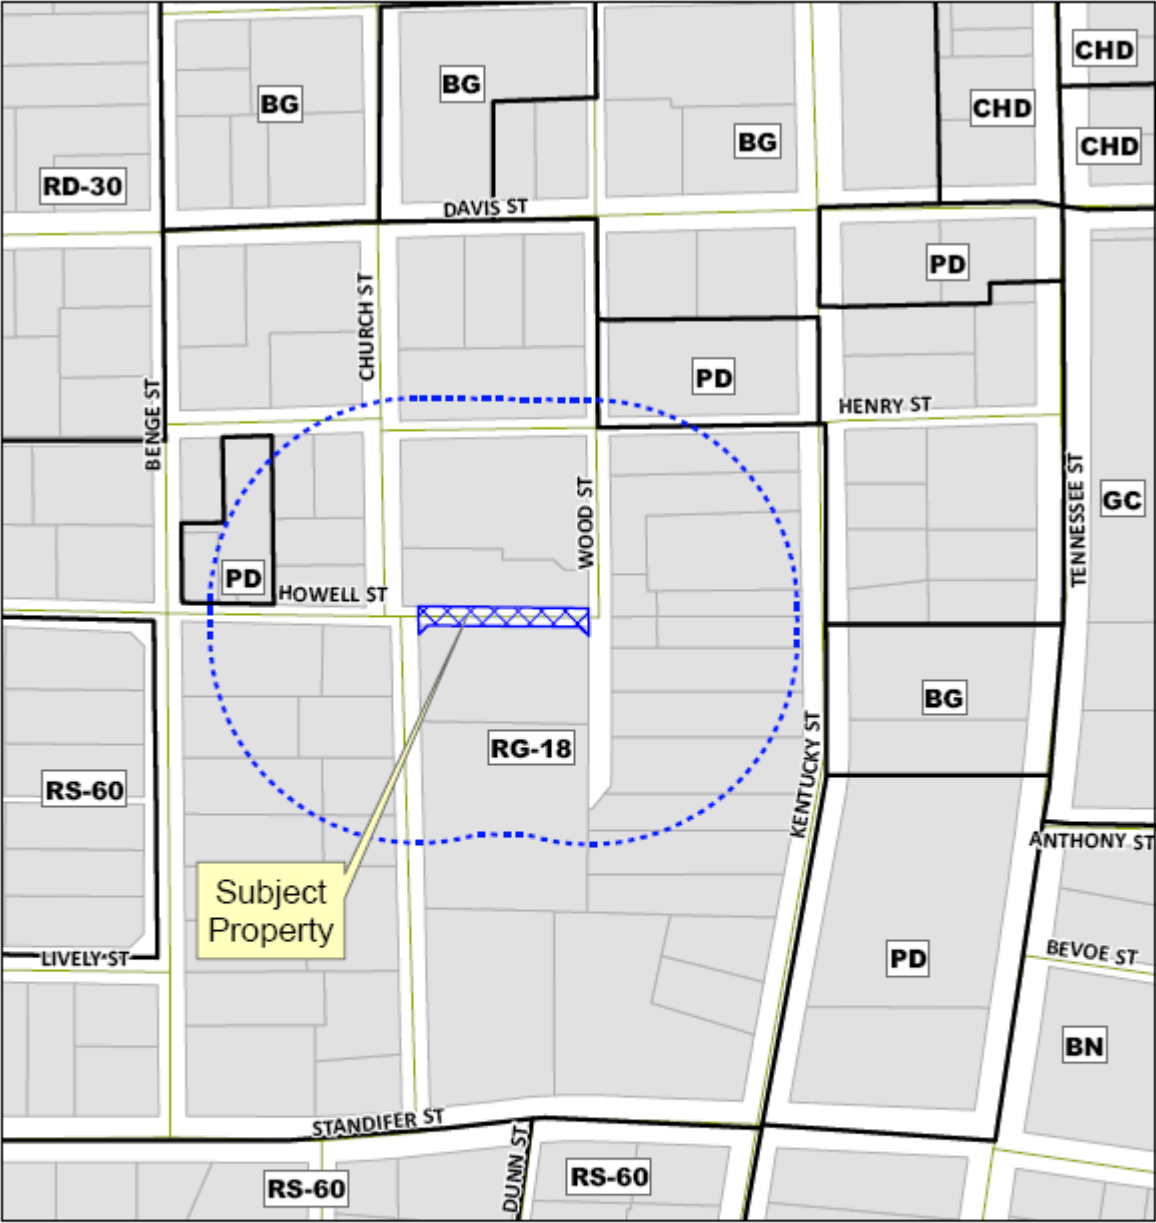 CHD
BG
BG
CHD
BG
CHD
RD-30
DAVIS ST
PD
CHURCH ST
PD
BENGE ST
HENRY ST
WOOD ST
TENNESSEE ST
GC
PD
HOWELL ST
BG
RG-18
KENTUCKY ST
RS-60
ANTHONY ST
Subject
Property
LIVELY ST
PD
BEVOE ST
BN
STANDIFER ST
DUNN ST
RS-60
RS-60